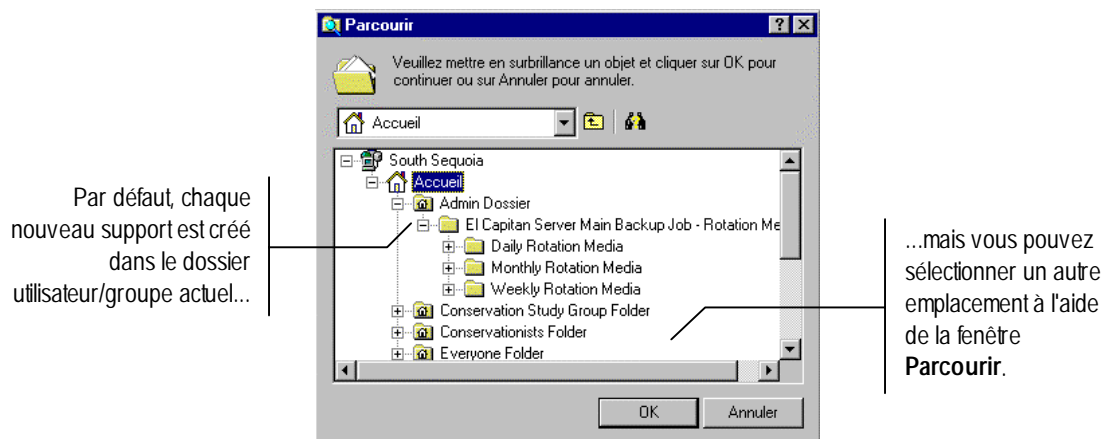 Parcourir
Veuillez mettre en surbrillance un objet et cliquer sur OK pour
continuer ou sur Annuler pour annuler.
Accueil
South Sequoia
Accueil
Admin Dossier
El Capitan Server Main Backup Job - Rotation Me
Daily Rotation Media
Monthly Rotation Media
Weekly Rotation Media
Conservation Study Group Folder
Conservationists Folder
Everyone Folder
OK
Annuler
Par défaut, chaque
nouveau support est créé
dans le dossier
utilisateur/groupe actuel...
...mais vous pouvez
sélectionner un autre
emplacement à l'aide
de la fenêtre
Parcourir.